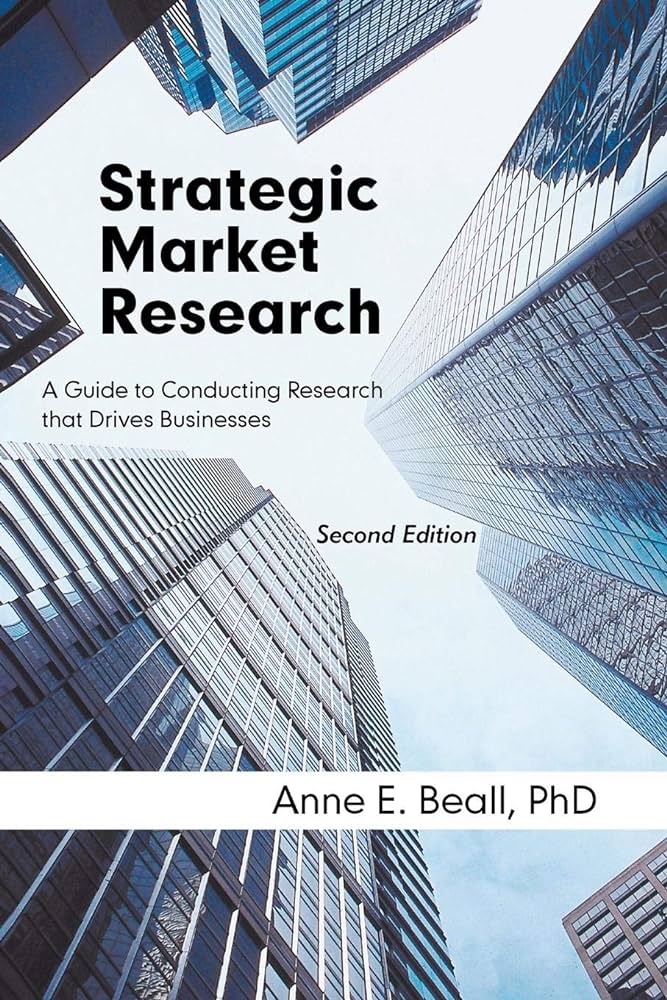 Strategic
Market
Research
A Guide to Conducting Research
that Drives Businesses
Second Edition
Anne E. Beall, PhD